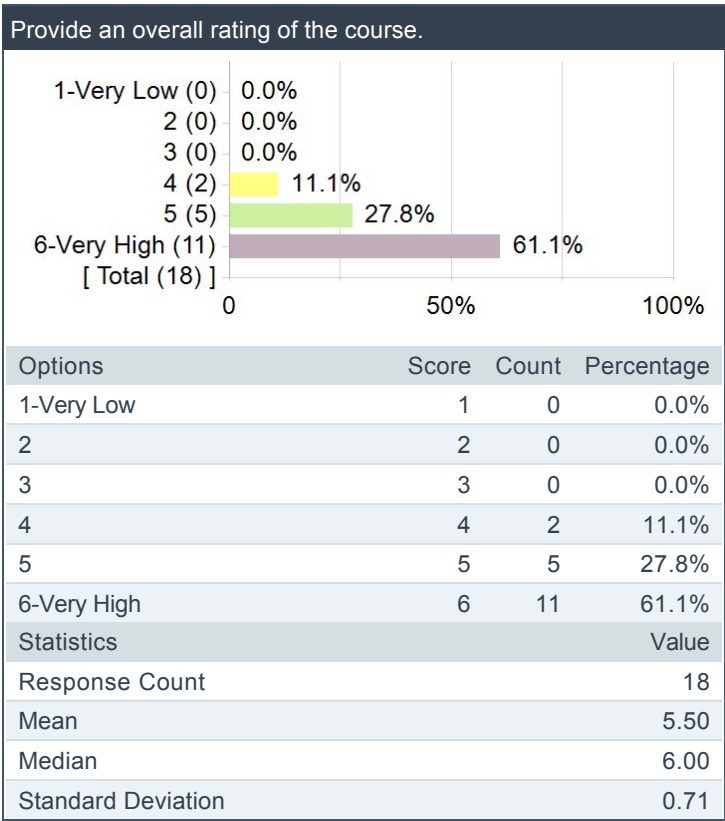 Provide an overall rating of the course.
1-Very Low (0) 0.0%
2 (0) 0.0%
3 (0) 0.0%
4 (2) 11.1%
5 (5) 27.8%
6-Very High (11) 61.1%
[ Total (18) ]
0 50% 100%
Options Score Count Percentage
1-Very Low 1 0 0.0%
2 2 0 0.0%
3 3 0 0.0%
4 4 2 11.1%
5 5 5 27.8%
6-Very High 6 11 61.1%
Statistics Value
Response Count 18
Mean 5.50
Median 6.00
Standard Deviation 0.71